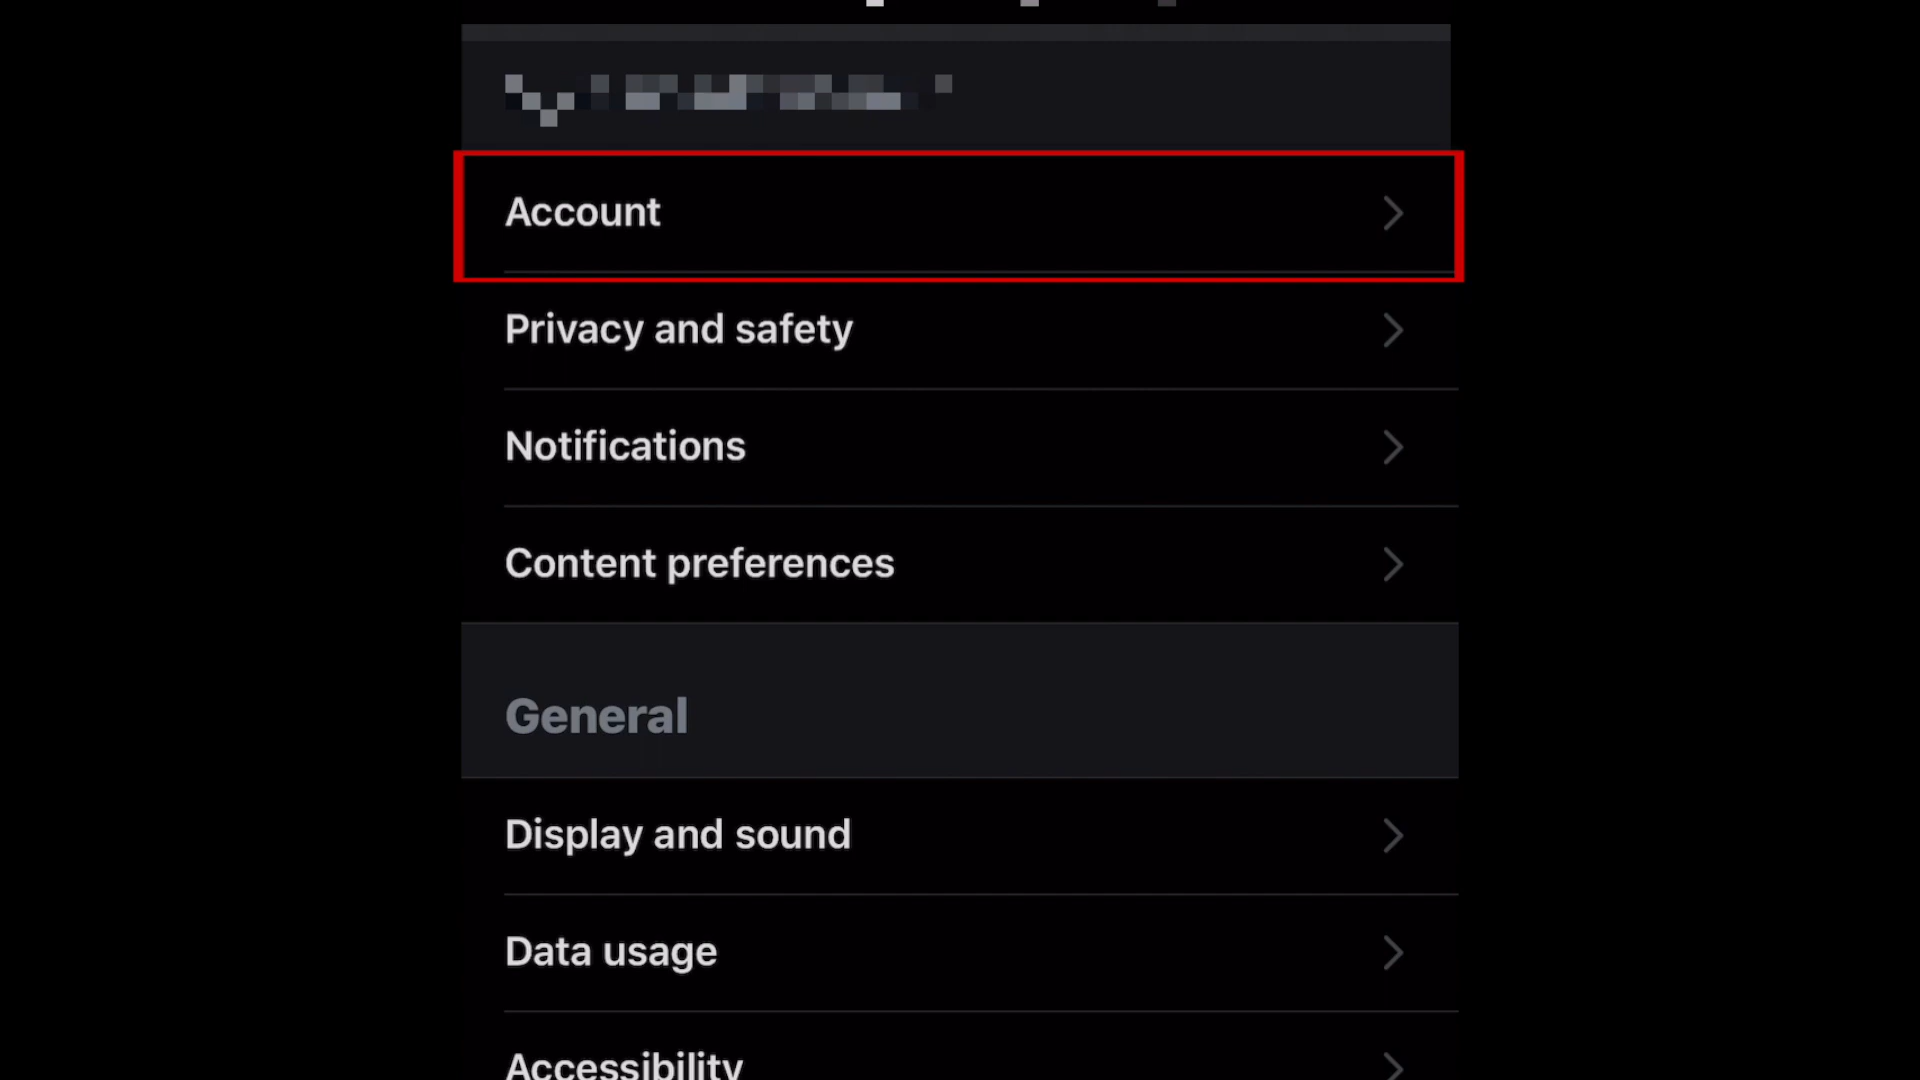 Account
Privacy and safety
Notifications
Content preferences
General
Display and sound
Data usage
Accessibility